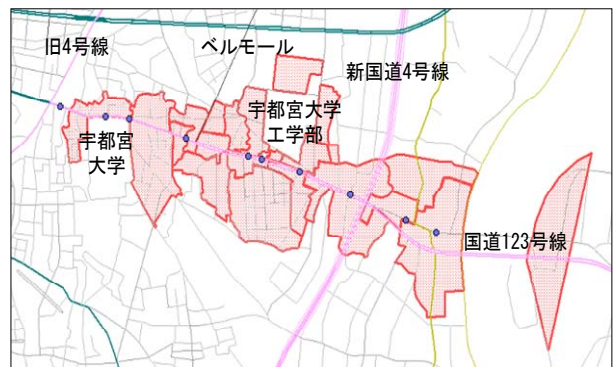 旧4号線
ベルモール
新国道4号線
宇都宮大学
工学部
宇都宮
大学
国道123号線